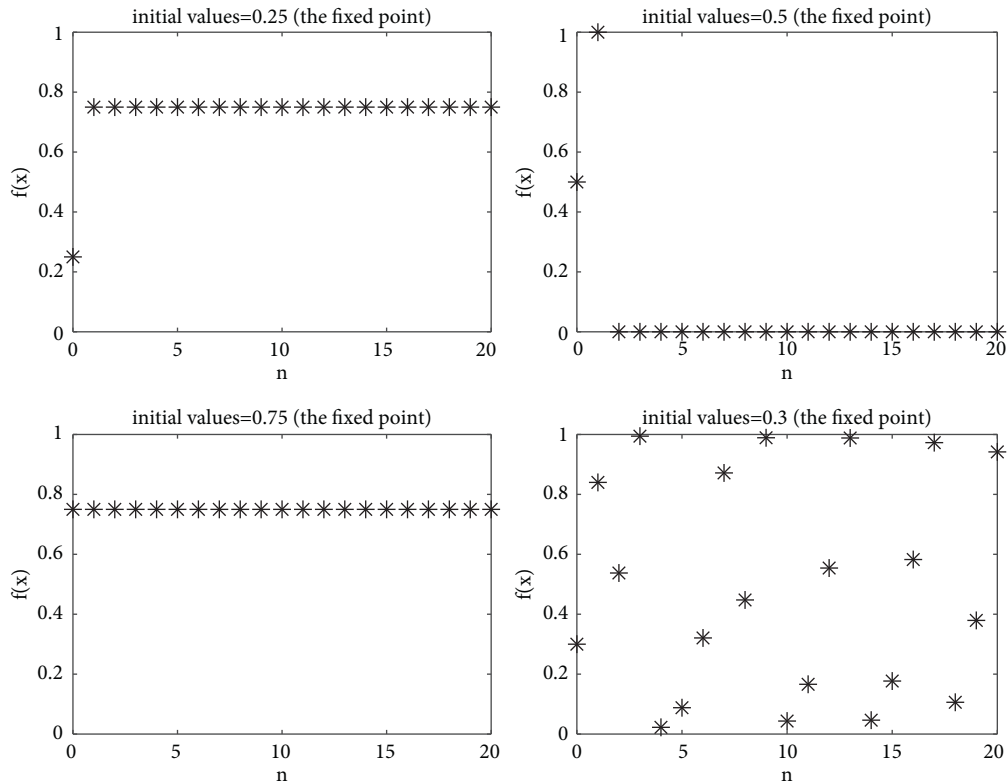 initial values=0.25 (the fixed point)
1
0.8
0.6
0.4
0.2
0
f(x)
0 5 10 15 20
n
initial values=0.5 (the fixed point)
1
0.8
0.6
0.4
0.2
0
f(x)
0 5 10 15 20
n
initial values=0.75 (the fixed point)
1
0.8
0.6
0.4
0.2
0
f(x)
0 5 10 15 20
n
initial values=0.3 (the fixed point)
1
0.8
0.6
0.4
0.2
0
f(x)
0 5 10 15 20
n